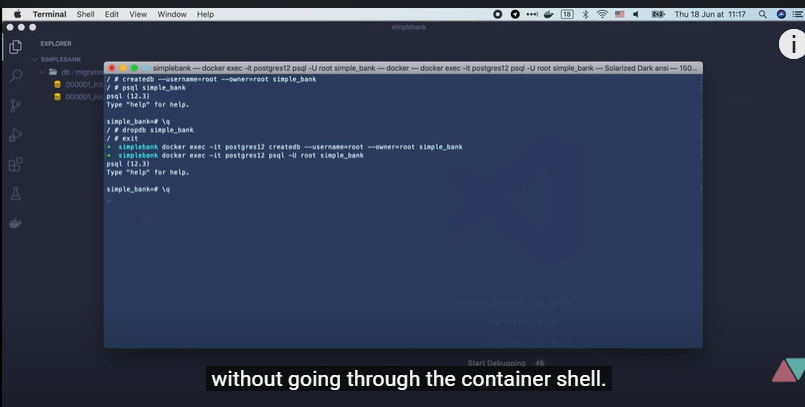 Terminal Shell Edit View Window Help
18
Thu 18 Jun at 11:17
simplebank
i
EXPLORER
SIMPLEBANK
db / migration
000001_init
000001_init
simplebank — docker exec -it postgres12 psql -U root simple_bank — docker — docker exec -it postgres12 psql -U root simple_bank — Solarized Dark ansi — 150...
/ # createdb --username=root --owner=root simple_bank
/ # psql simple_bank
psql (12.3)
Type "help" for help.
simple_bank=# \q
/ # dropdb simple_bank
/ # exit
➜ simplebank docker exec -it postgres12 createdb --username=root --owner=root simple_bank
➜ simplebank docker exec -it postgres12 psql -U root simple_bank
psql (12.3)
Type "help" for help.
simple_bank=# \q
Start Debugging F5
without going through the container shell.